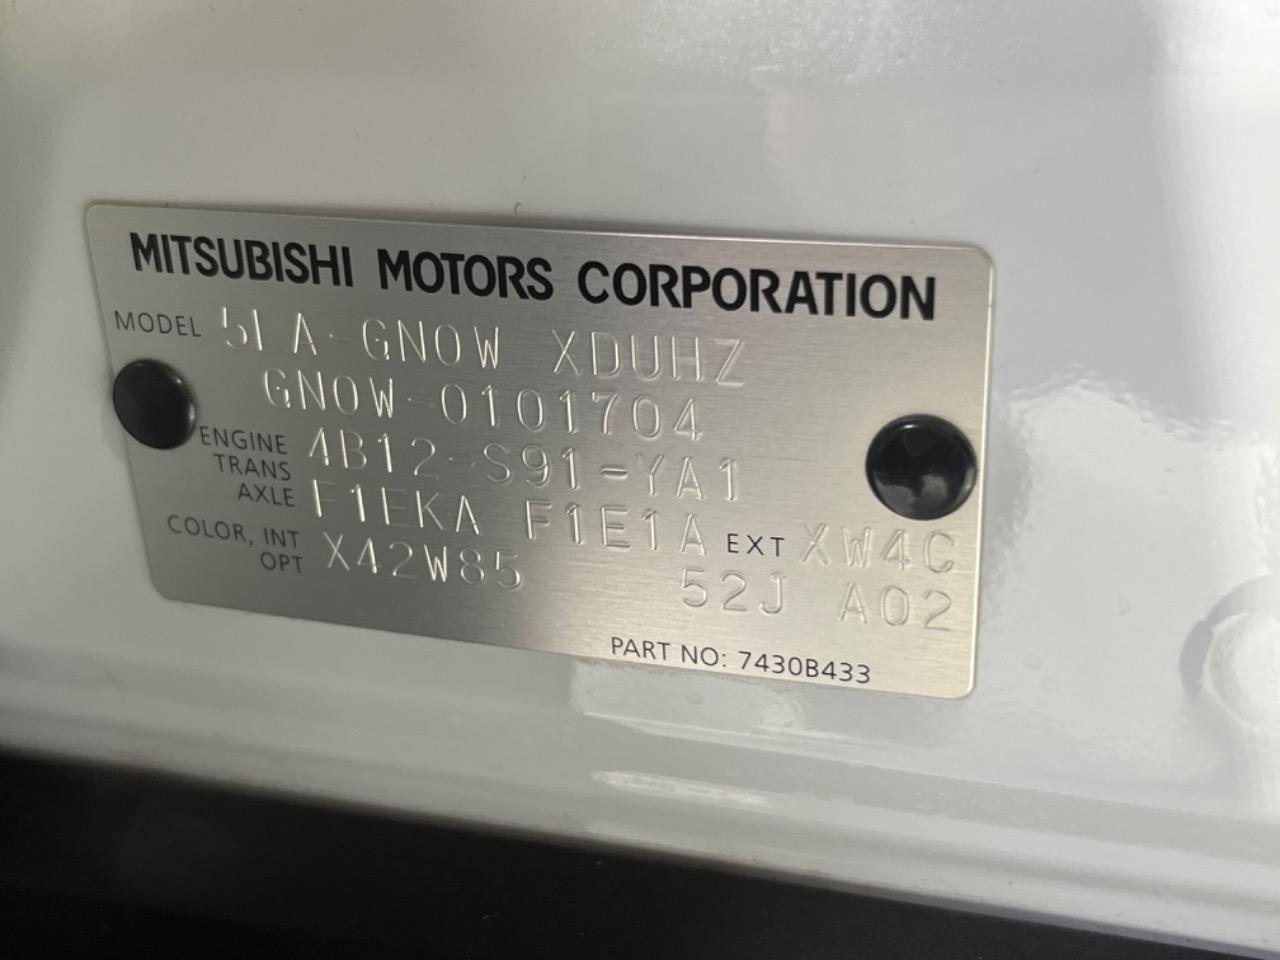 MITSUBISHI MOTORS CORPORATION
MODEL 5LA-GN0W XDUHZ
GN0W-0101704
ENGINE 4B12-S91-YA1
TRANS AXLE F1EKA F1E1A
COLOR, INT OPT X42W85 EXT XW4C
52J A02
PART NO: 7430B433